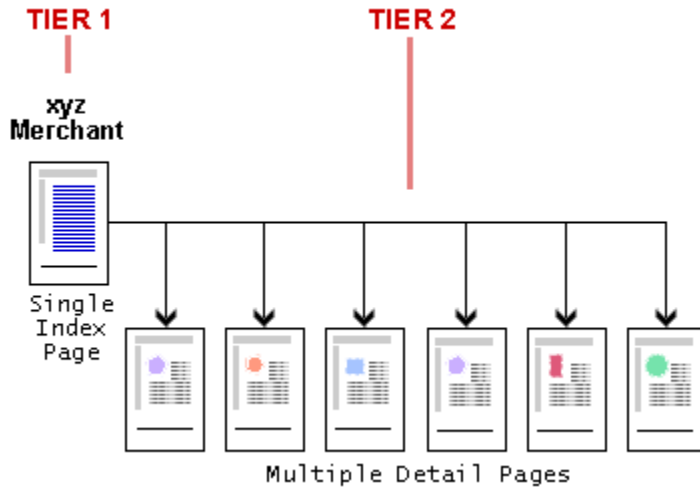 TIER 1
TIER 2
xyz
Merchant
Single
Index
Page
Multiple Detail Pages